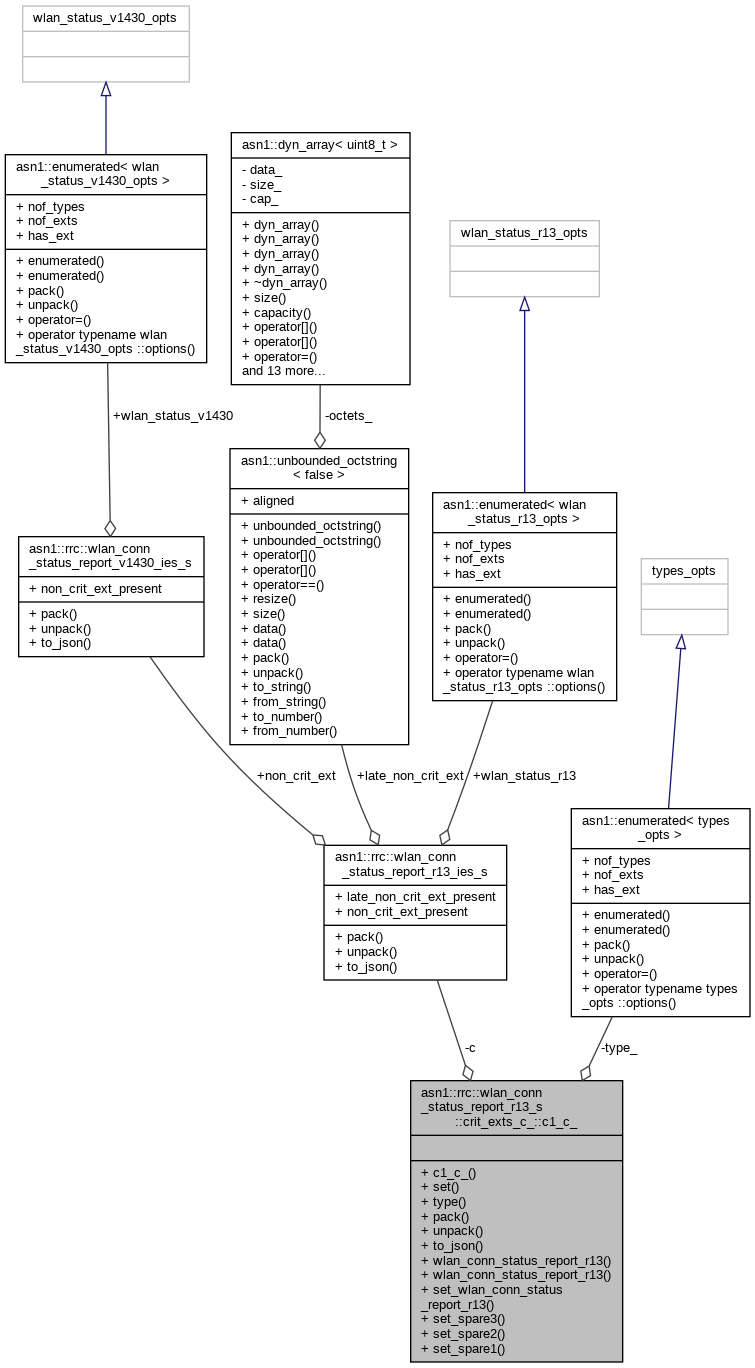 wlan_status_v1430_opts
asn1::enumerated< wlan
_status_v1430_opts >
+ nof_types
+ nof_exts
+ has_ext
+ enumerated()
+ enumerated()
+ pack()
+ unpack()
+ operator=()
+ operator typename wlan
_status_v1430_opts ::options()
asn1::dyn_array< uint8_t >
- data_
- size_
- cap_
+ dyn_array()
+ dyn_array()
+ dyn_array()
+ dyn_array()
+ ~dyn_array()
+ size()
+ capacity()
+ operator[]()
+ operator[]()
+ operator=()
and 13 more...
wlan_status_r13_opts
+wlan_status_v1430
-octets_
asn1::unbounded_octstring
< false >
+ aligned
+ unbounded_octstring()
+ unbounded_octstring()
+ operator[]()
+ operator[]()
+ operator==()
+ resize()
+ size()
+ data()
+ data()
+ pack()
+ unpack()
+ to_string()
+ from_string()
+ to_number()
+ from_number()
asn1::enumerated< wlan
_status_r13_opts >
+ nof_types
+ nof_exts
+ has_ext
+ enumerated()
+ enumerated()
+ pack()
+ unpack()
+ operator=()
+ operator typename wlan
_status_r13_opts ::options()
asn1::rrc::wlan_conn
_status_report_v1430_ies_s
+ non_crit_ext_present
+ pack()
+ unpack()
+ to_json()
types_opts
+non_crit_ext
+late_non_crit_ext
+wlan_status_r13
asn1::enumerated< types
_opts >
+ nof_types
+ nof_exts
+ has_ext
+ enumerated()
+ enumerated()
+ pack()
+ unpack()
+ operator=()
+ operator typename types
_opts ::options()
asn1::rrc::wlan_conn
_status_report_r13_ies_s
+ late_non_crit_ext_present
+ non_crit_ext_present
+ pack()
+ unpack()
+ to_json()
-c
-type_
asn1::rrc::wlan_conn
_status_report_r13_s
::crit_exts_c_::c1_c_
+ c1_c_()
+ set()
+ type()
+ pack()
+ unpack()
+ to_json()
+ wlan_conn_status_report_r13()
+ wlan_conn_status_report_r13()
+ set_wlan_conn_status
_report_r13()
+ set_spare3()
+ set_spare2()
+ set_spare1()